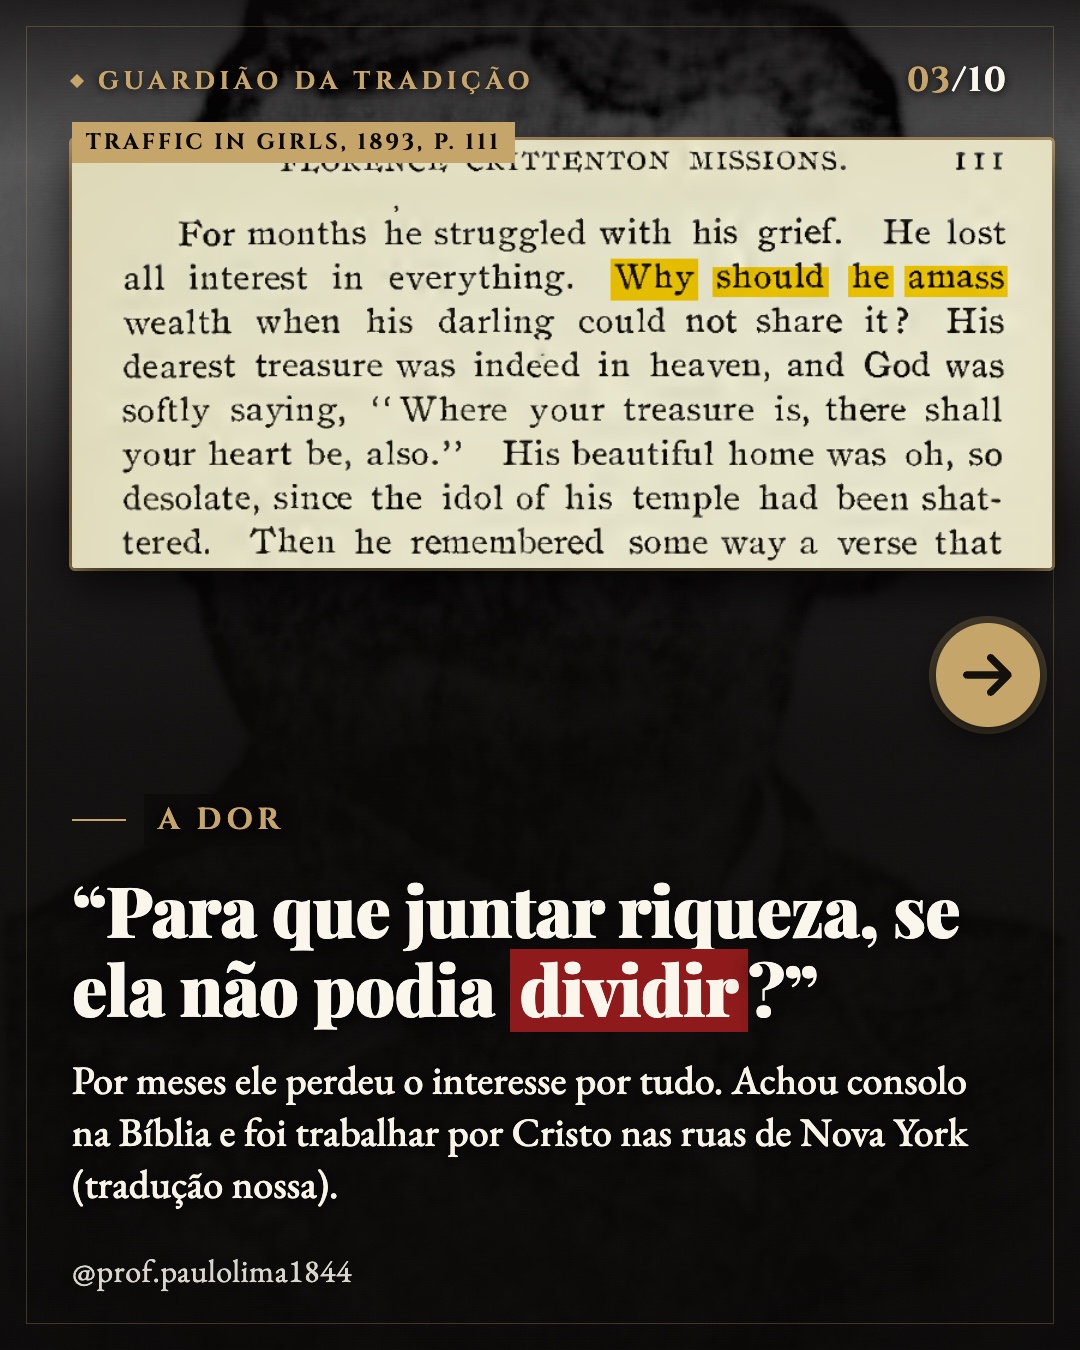 ◆ GUARDIÃO DA TRADIÇÃO
03/10
TRAFFIC IN GIRLS, 1893, P. 111
FLORENCE CRITTENTON MISSIONS. 111
For months he struggled with his grief. He lost
all interest in everything. Why should he amass
wealth when his darling could not share it? His
dearest treasure was indeed in heaven, and God was
softly saying, “Where your treasure is, there shall
your heart be, also.” His beautiful home was oh, so
desolate, since the idol of his temple had been shat-
tered. Then he remembered some way a verse that
A DOR
“Para que juntar riqueza, se
ela não podia dividir?”
Por meses ele perdeu o interesse por tudo. Achou consolo
na Bíblia e foi trabalhar por Cristo nas ruas de Nova York
(tradução nossa).
@prof.paulolima1844